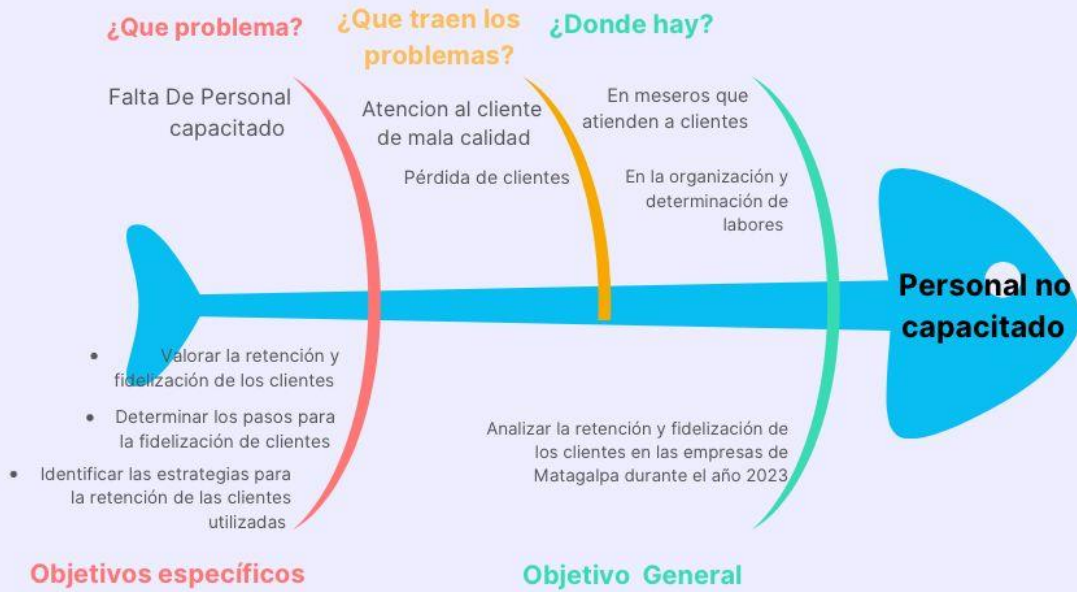 ¿Que problema?
Falta De Personal
capacitado
¿Que traen los
problemas?
Atencion al cliente
de mala calidad
Pérdida de clientes
¿Donde hay?
En meseros que
atienden a clientes
En la organización y
determinación de
labores
Personal no
capacitado
• Valorar la retención y
fidelización de los clientes
• Determinar los pasos para
la fidelización de clientes
• Identificar las estrategias para
la retención de las clientes
utilizadas
Objetivos específicos
Analizar la retención y fidelización de
los clientes en las empresas de
Matagalpa durante el año 2023
Objetivo General